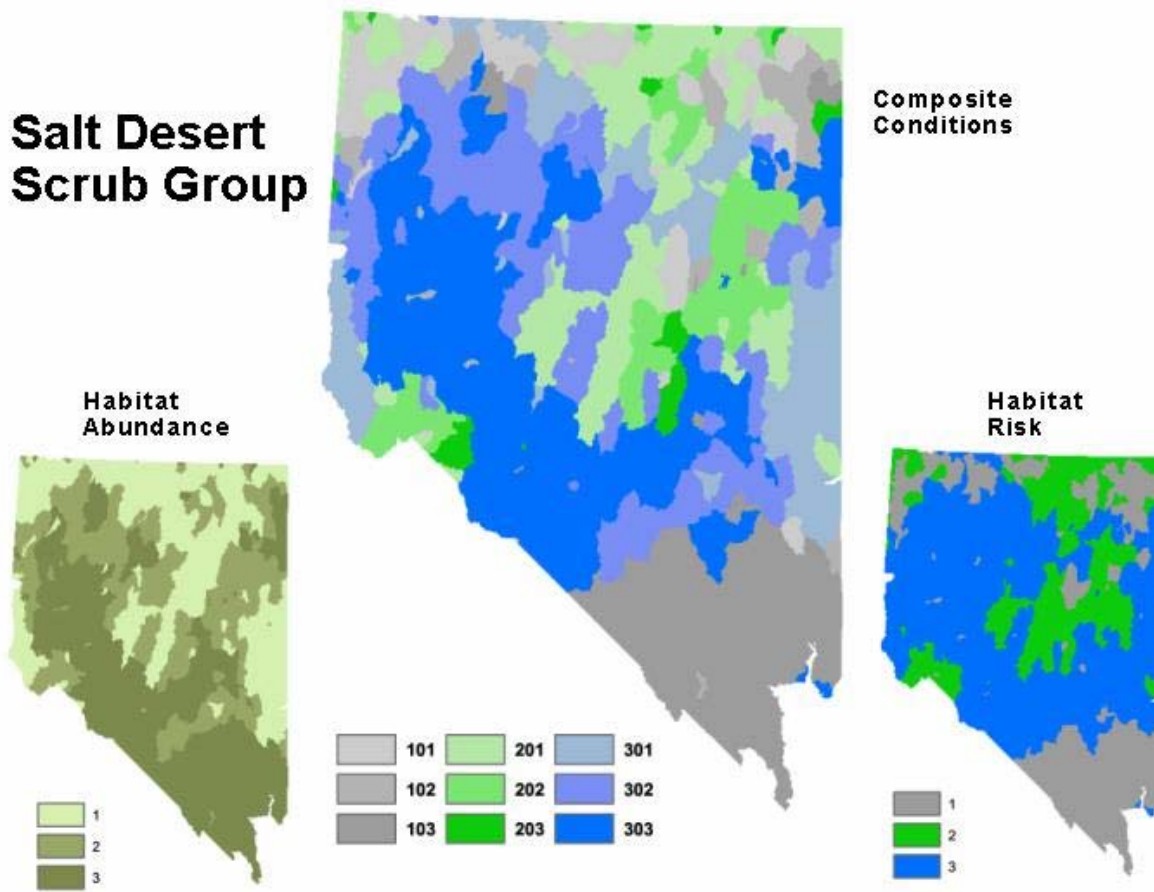 Salt Desert
Scrub Group
Composite
Conditions
Habitat
Abundance
Habitat
Risk
101 201 301
102 202 302
103 203 303
1
2
3
1
2
3